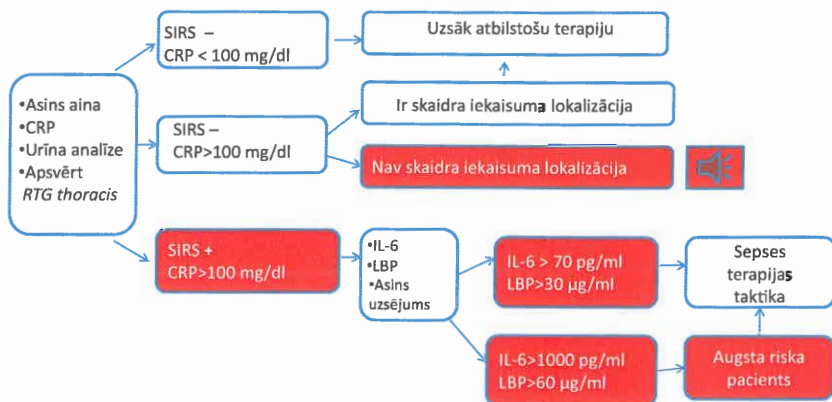 •Asins aina
•CRP
•Urīna analīze
•Apsvērt
RTG thoracis
SIRS –
CRP < 100 mg/dl
Uzsāk atbilstošu terapiju
SIRS –
CRP>100 mg/dl
Ir skaidra iekaisuma lokalizācija
Nav skaidra iekaisuma lokalizācija
SIRS +
CRP>100 mg/dl
•IL-6
•LBP
•Asins
uzsējums
IL-6 > 70 pg/ml
LBP>30 µg/ml
Sepses
terapijas
taktika
IL-6>1000 pg/ml
LBP>60 µg/ml
Augsta riska
pacients